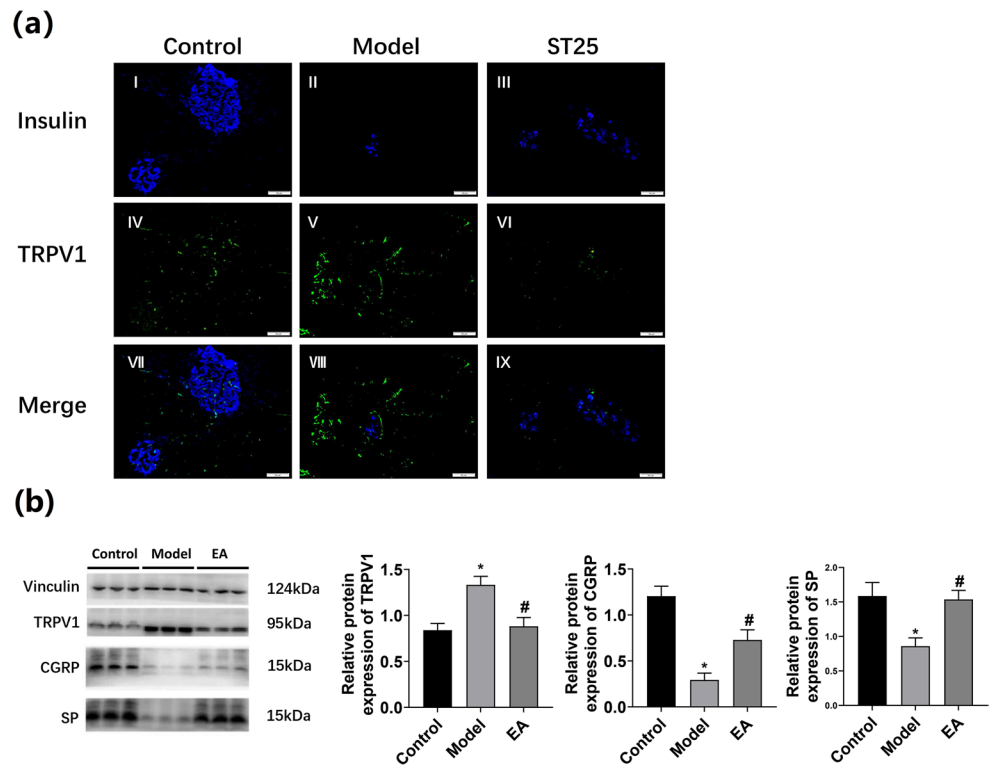 (a)
Control Model ST25
Insulin
I II III
TRPV1
IV V VI
Merge
VII VIII IX
(b)
Control Model EA
Vinculin 124kDa
TRPV1 95kDa
CGRP 15kDa
SP 15kDa
Relative protein
expression of TRPV1
1.5
1.0
0.5
0.0
*
#
Control Model EA
Relative protein
expression of CGRP
1.5
1.0
0.5
0.0
*
#
Control Model EA
Relative protein
expression of SP
2.0
1.5
1.0
0.5
0.0
*
#
Control Model EA